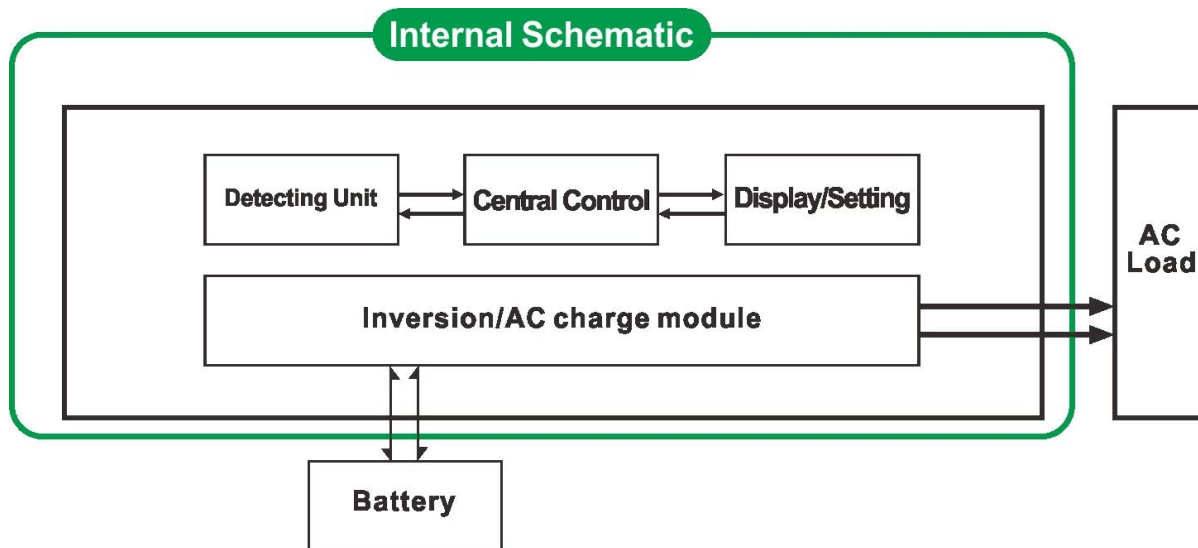 Internal Schematic
Detecting Unit
Central Control
Display/Setting
AC
Load
Inversion/AC charge module
Battery